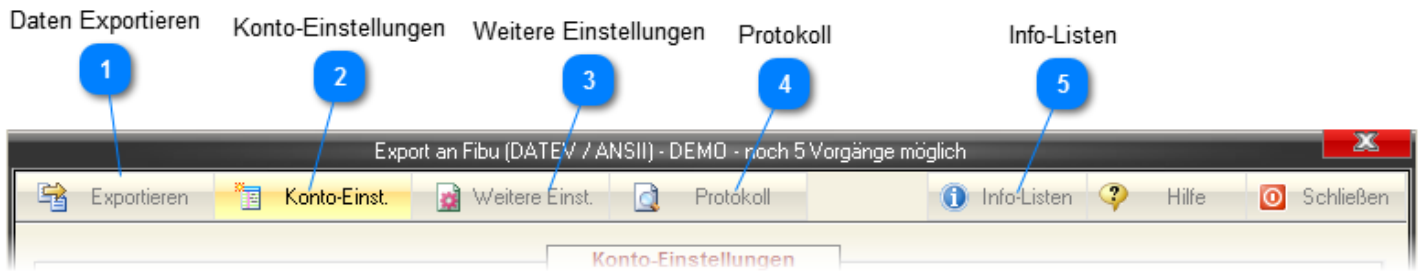 Daten Exportieren
Konto-Einstellungen
Weitere Einstellungen
Protokoll
Info-Listen
1
2
3
4
5
Export an Fibu (DATEV / ANSII) - DEMO - noch 5 Vorgänge möglich
Exportieren
Konto-Einst.
Weitere Einst.
Protokoll
Info-Listen
Hilfe
Schließen
Konto-Einstellungen